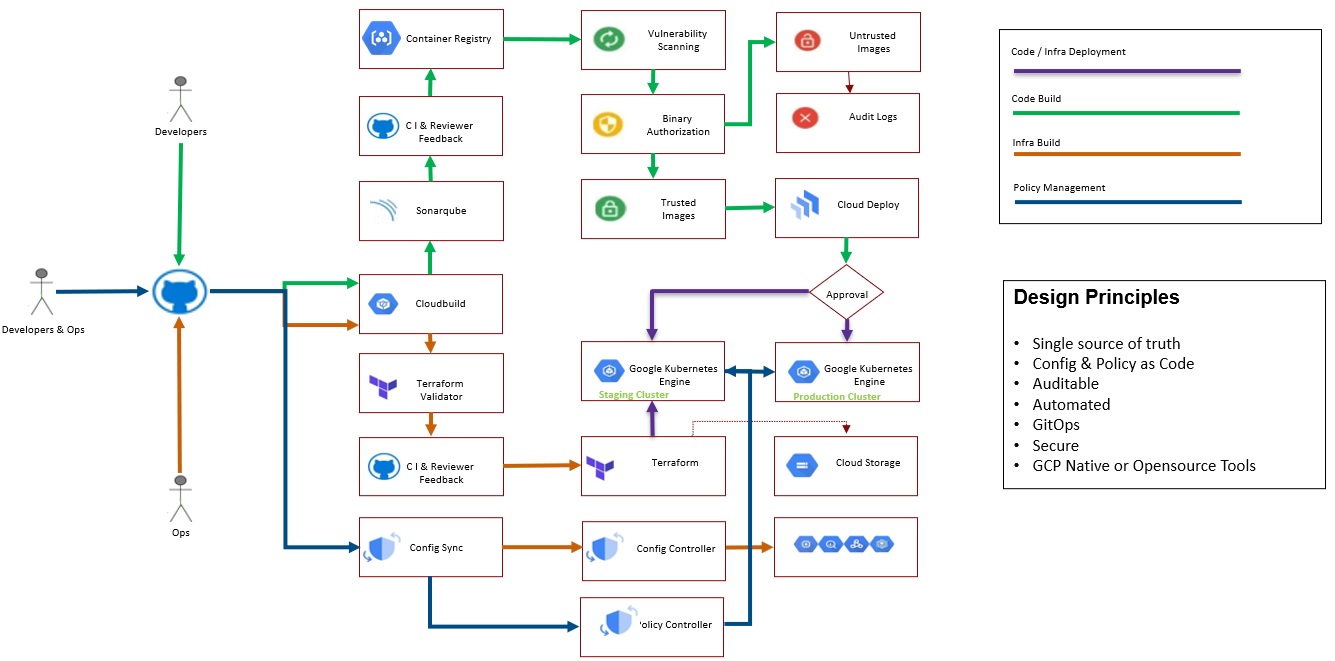 Container Registry
Vulnerability
Scanning
Untrusted
Images
Code / Infra Deployment
Code Build
Infra Build
Policy Management
Developers
C I & Reviewer
Feedback
Binary
Authorization
Audit Logs
Sonarqube
Trusted
Images
Cloud Deploy
Developers & Ops
Cloudbuild
Approval
Design Principles
• Single source of truth
• Config & Policy as Code
• Auditable
• Automated
• GitOps
• Secure
• GCP Native or Opensource Tools
Terraform
Validator
Google Kubernetes
Engine
Staging Cluster
Google Kubernetes
Engine
Production Cluster
C I & Reviewer
Feedback
Terraform
Cloud Storage
Ops
Config Sync
Config Controller
olicy Controller